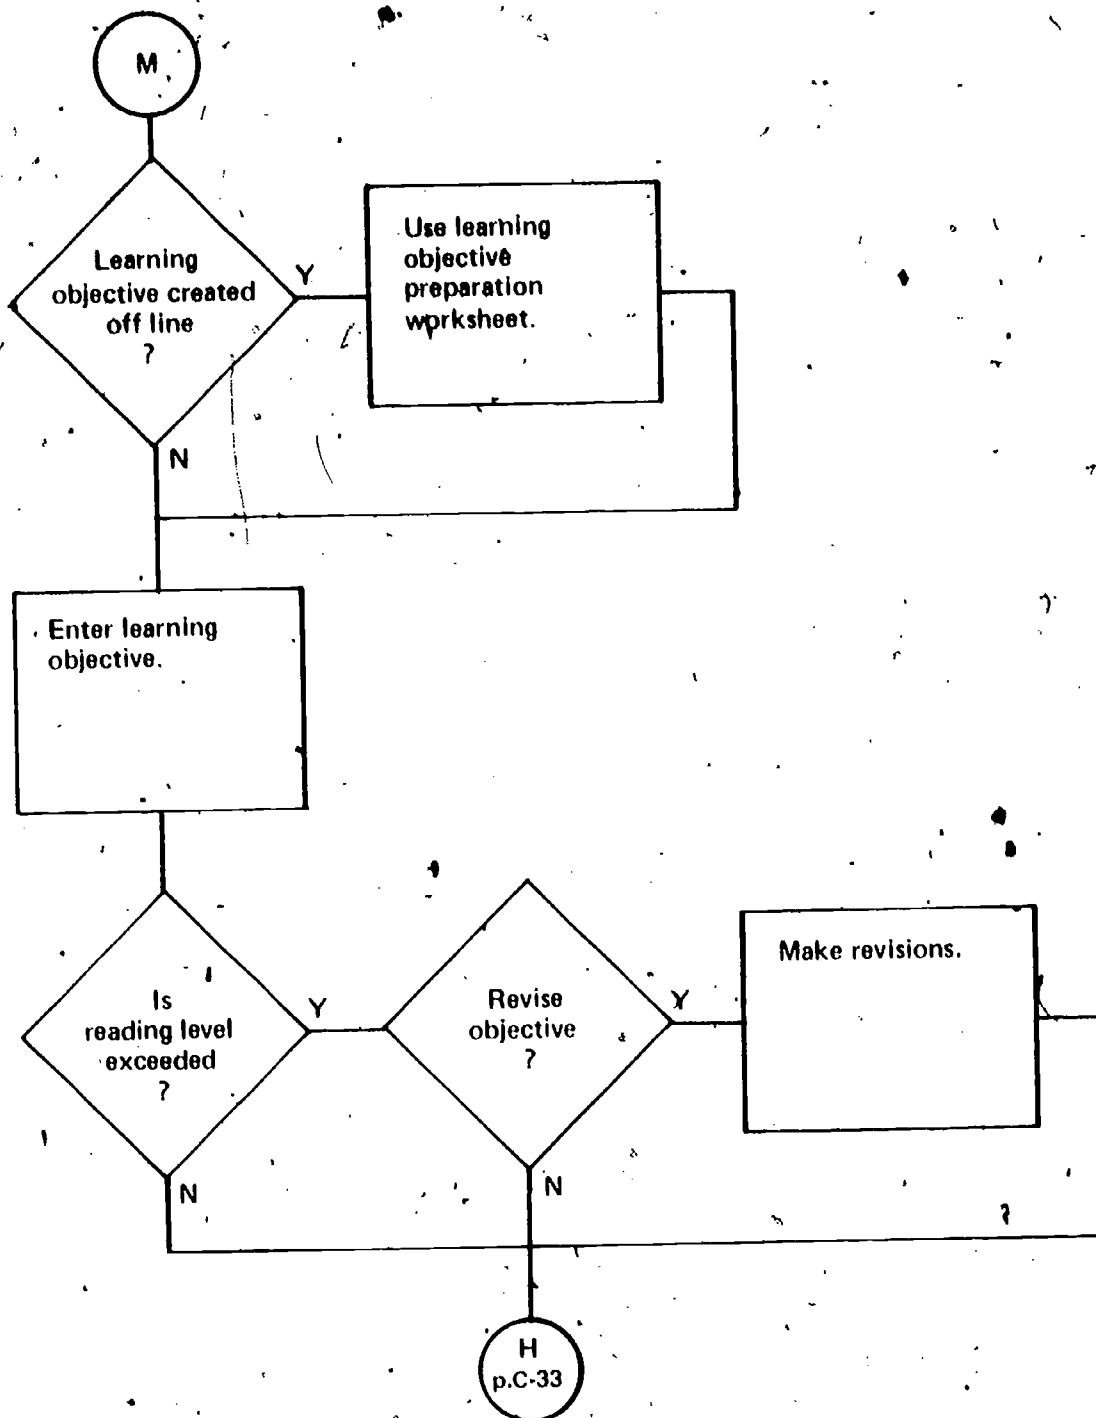 M
Learning
objective created
off line
?
Y
N
Use learning
objective
preparation
worksheet.
Enter learning
objective.
Is
reading level
exceeded
?
Y
N
Revise
objective
?
Y
N
Make revisions.
H
p.C-33